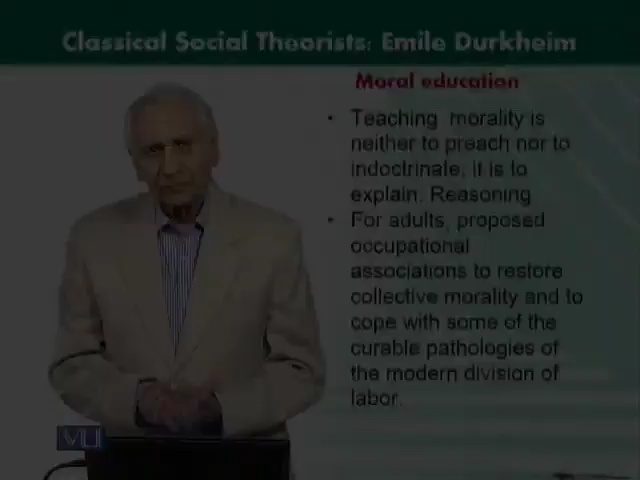 Classical Social Theorists: Emile Durkheim
Moral education
• Teaching morality is
neither to preach nor to
indoctrinate; it is to
explain. Reasoning
• For adults, proposed
occupational
associations to restore
collective morality and to
cope with some of the
curable pathologies of
the modern division of
labor.
VU